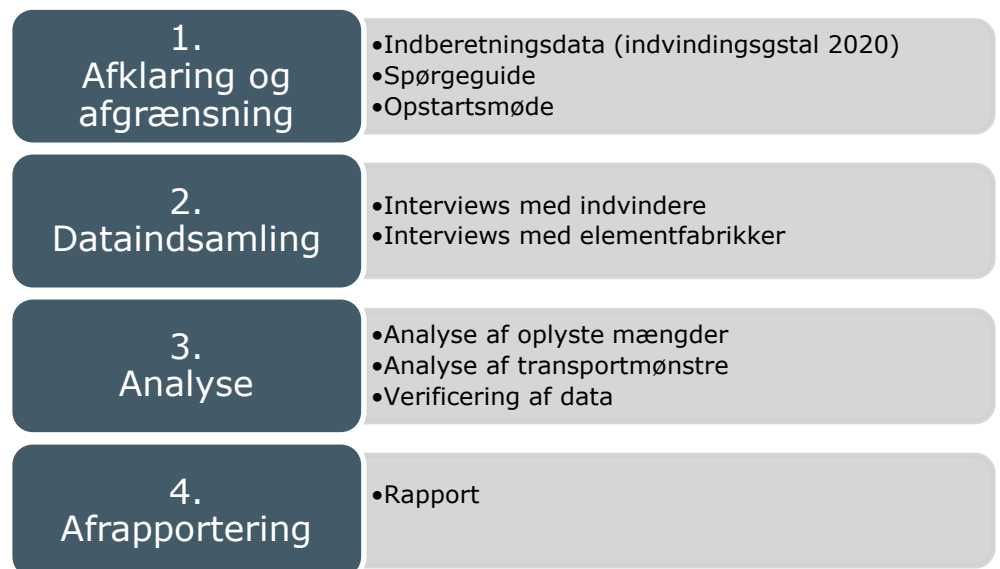 1.
Afklaring og
afgrænsning
•Indberetningsdata (indvindingsgstal 2020)
•Spørgeguide
•Opstartsmøde
2.
Dataindsamling
•Interviews med indvindere
•Interviews med elementfabrikker
3.
Analyse
•Analyse af oplyste mængder
•Analyse af transportmønstre
•Verificering af data
4.
Afrapportering
•Rapport